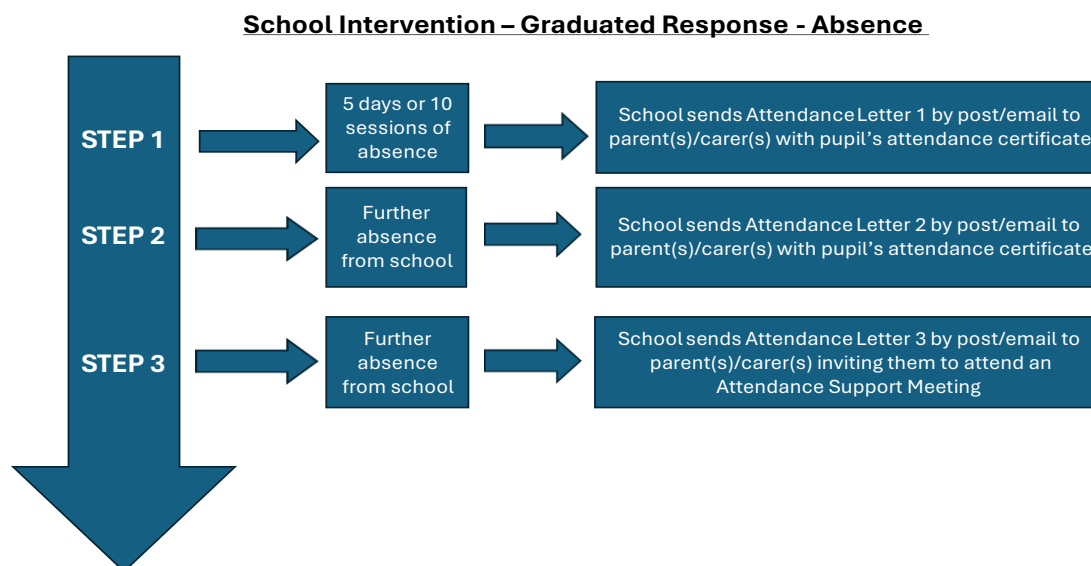 School Intervention – Graduated Response - Absence
STEP 1
5 days or 10
sessions of
absence
School sends Attendance Letter 1 by post/email to
parent(s)/carer(s) with pupil's attendance certificate
STEP 2
Further
absence
from school
School sends Attendance Letter 2 by post/email to
parent(s)/carer(s) with pupil's attendance certificate
STEP 3
Further
absence
from school
School sends Attendance Letter 3 by post/email to
parent(s)/carer(s) inviting them to attend an
Attendance Support Meeting